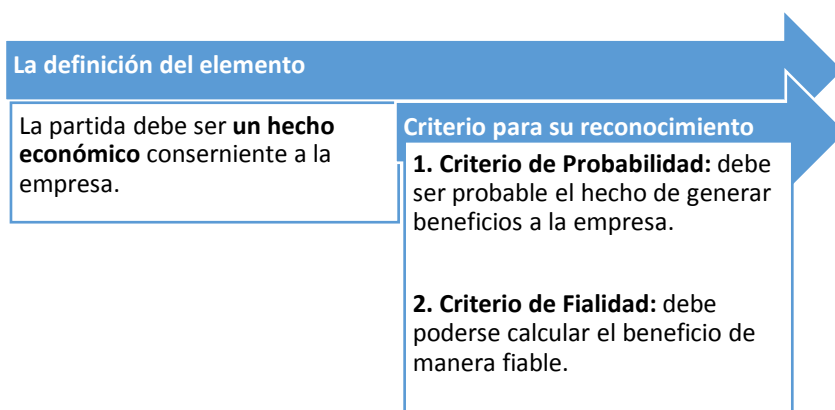 La definición del elemento
La partida debe ser un hecho
económico conserniente a la
empresa.
Criterio para su reconocimiento
1. Criterio de Probabilidad: debe
ser probable el hecho de generar
beneficios a la empresa.
2. Criterio de Fialidad: debe
poderse calcular el beneficio de
manera fiable.